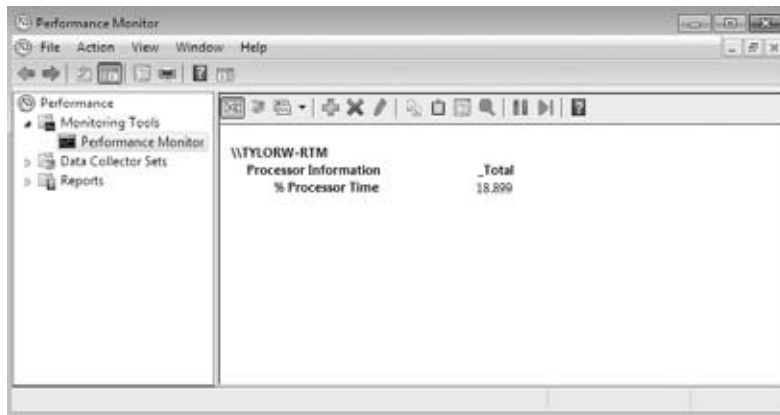 Performance Monitor
File Action View Window Help
Performance
Monitoring Tools
Performance Monitor
Data Collector Sets
Reports
\\TYLORW-RTM
Processor Information _Total
% Processor Time 18.899